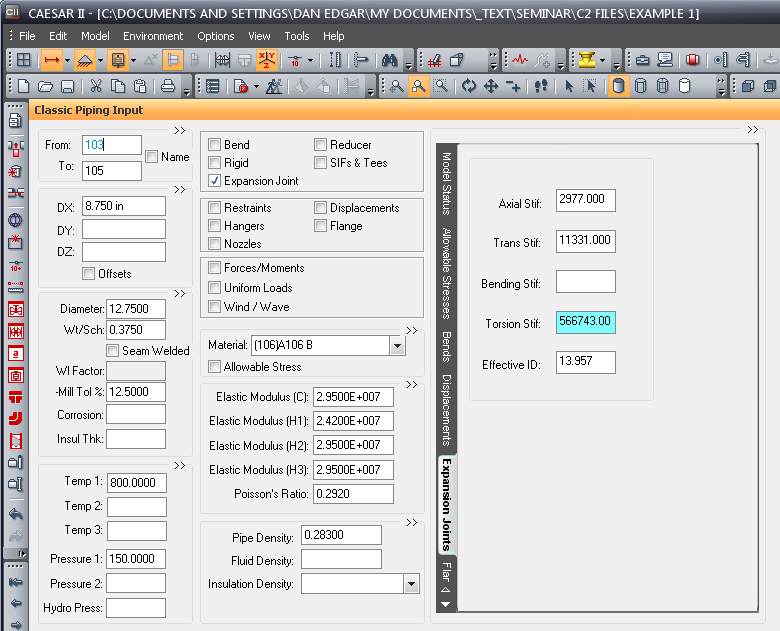 CAESAR II - [C:\DOCUMENTS AND SETTINGS\DAN EDGAR\MY DOCUMENTS\_TEXT\SEMINAR\C2 FILES\EXAMPLE 1]
File Edit Model Environment Options View Tools Help
Classic Piping Input
From: 103
To: 105
Name
DX: 8.750 in
DY:
DZ:
Offsets
Diameter: 12.7500
Wt/Sch: 0.3750
Seam Welded
WI Factor:
-Mill Tol %: 12.5000
Corrosion:
Insul Thk:
Temp 1: 800.0000
Temp 2:
Temp 3:
Pressure 1: 150.0000
Pressure 2:
Hydro Press:
Bend Reducer
Rigid SIFs & Tees
Expansion Joint
Restraints Displacements
Hangers Flange
Nozzles
Forces/Moments
Uniform Loads
Wind / Wave
Material: (106)A106 B
Allowable Stress
Elastic Modulus (C): 2.9500E+007
Elastic Modulus (H1): 2.4200E+007
Elastic Modulus (H2): 2.9500E+007
Elastic Modulus (H3): 2.9500E+007
Poisson's Ratio: 0.2920
Pipe Density: 0.28300
Fluid Density:
Insulation Density:
Model Status
Allowable Stresses
Bends
Displacements
Expansion Joints
Flar
Axial Stif: 2977.000
Trans Stif: 11331.000
Bending Stif:
Torsion Stif: 566743.00
Effective ID: 13.957